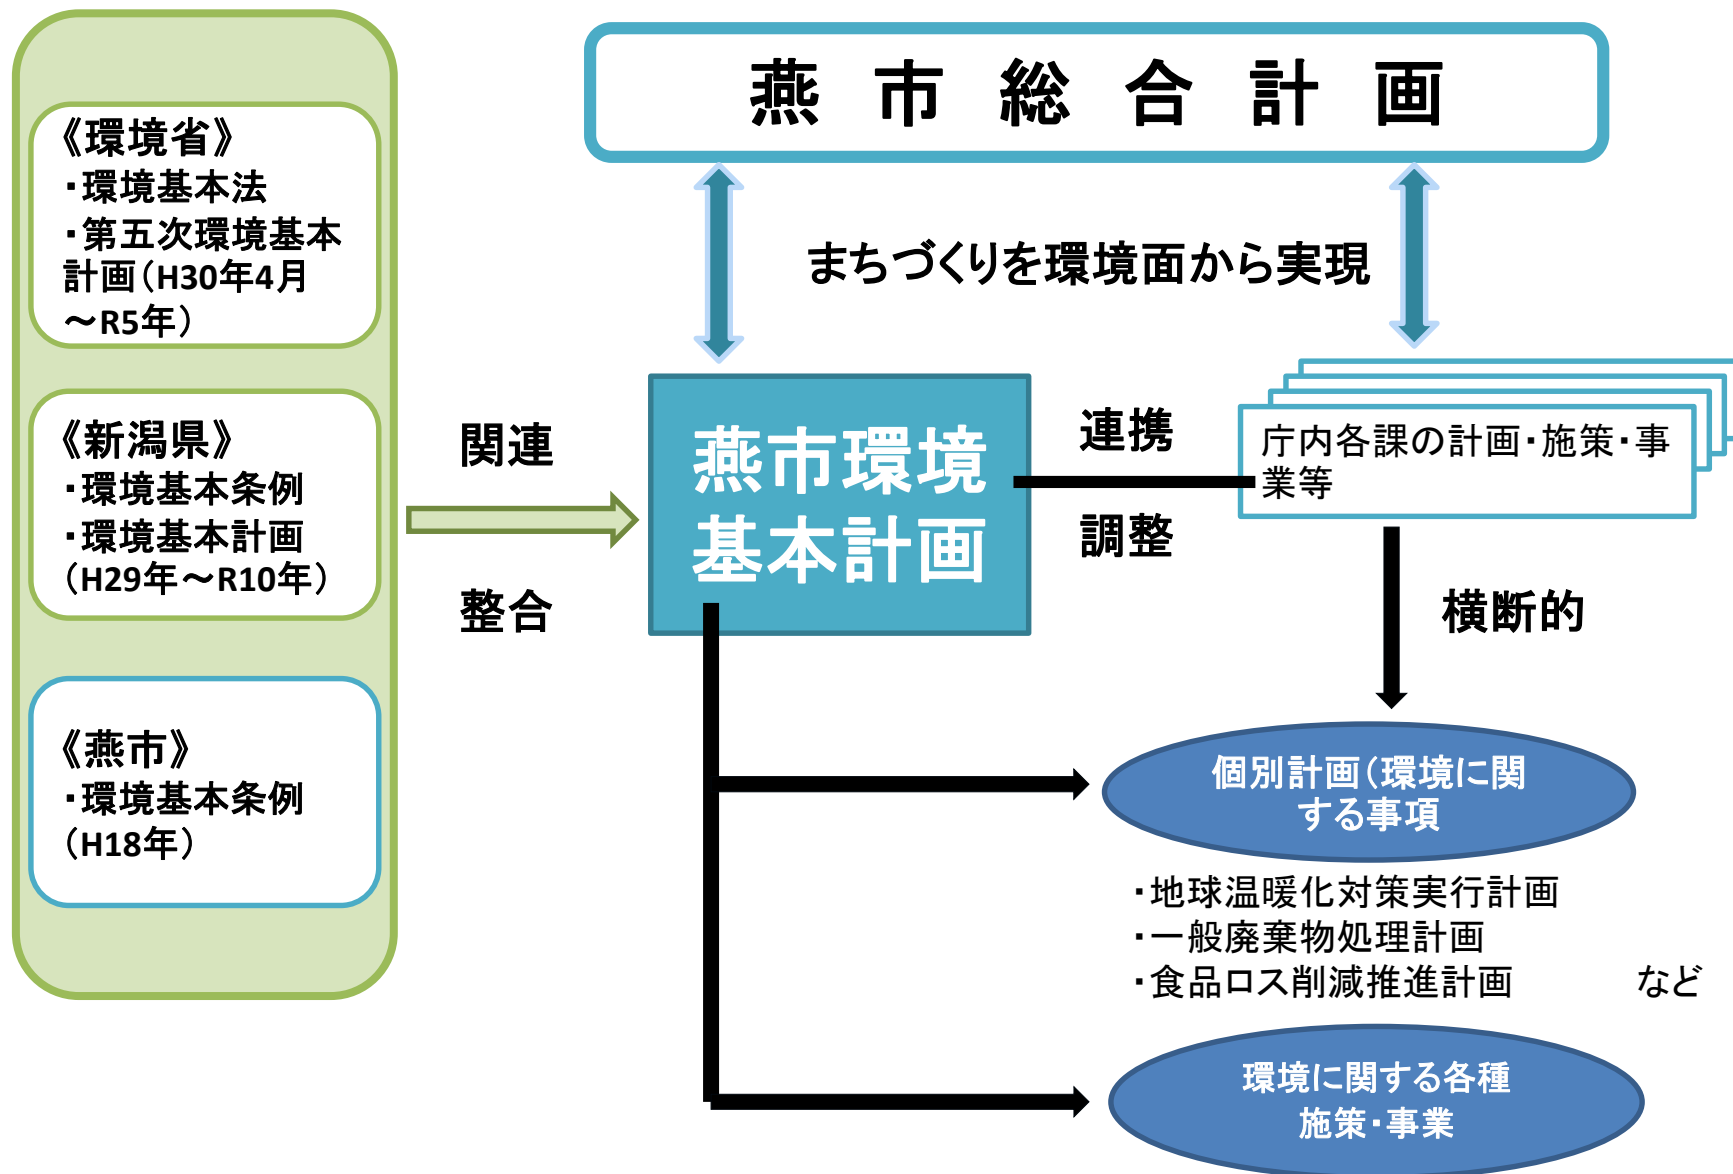 燕市総合計画
《環境省》
・環境基本法
・第五次環境基本
計画（H30年4月
～R5年）
《新潟県》
・環境基本条例
・環境基本計画
（H29年～R10年）
《燕市》
・環境基本条例
（H18年）
関連
整合
まちづくりを環境面から実現
燕市環境
基本計画
連携
調整
庁内各課の計画・施策・事
業等
横断的
個別計画（環境に関
する事項
・地球温暖化対策実行計画
・一般廃棄物処理計画
・食品ロス削減推進計画　　　など
環境に関する各種
施策・事業